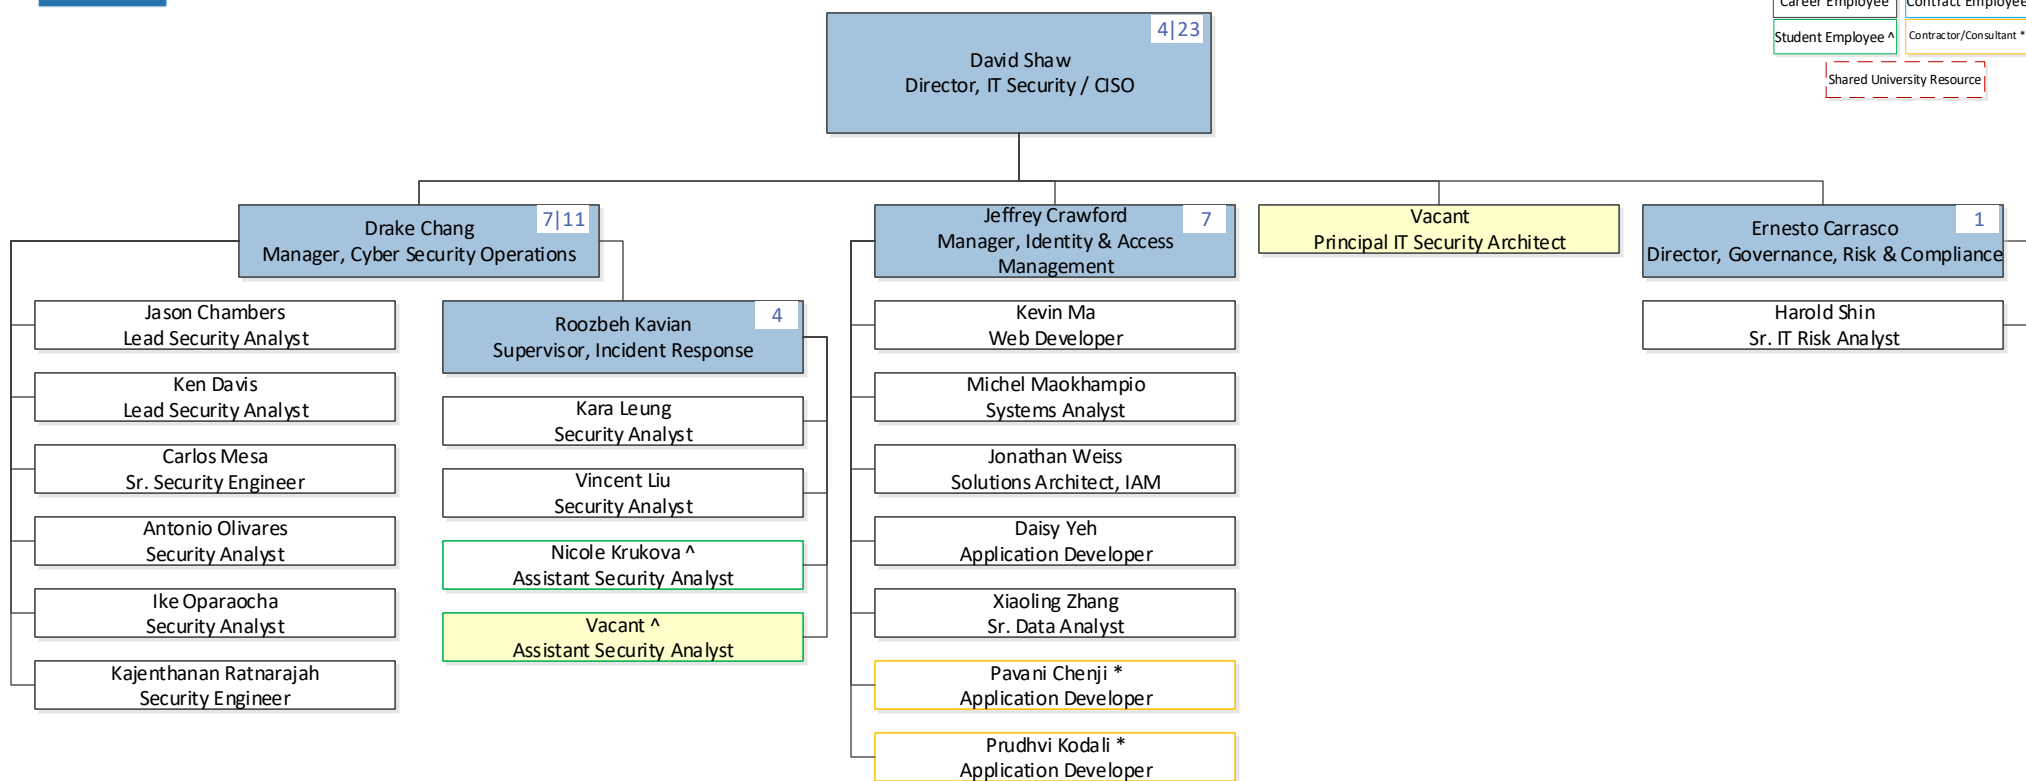 Career Employee
Contract Employee
Student Employee ^
Contractor/Consultant *
Shared University Resource
4|23
David Shaw
Director, IT Security / CISO
7|11
Drake Chang
Manager, Cyber Security Operations
7
Jeffrey Crawford
Manager, Identity & Access
Management
Vacant
Principal IT Security Architect
1
Ernesto Carrasco
Director, Governance, Risk & Compliance
Jason Chambers
Lead Security Analyst
Ken Davis
Lead Security Analyst
Carlos Mesa
Sr. Security Engineer
Antonio Olivares
Security Analyst
Ike Oparaocha
Security Analyst
Kajenthanan Ratnarajah
Security Engineer
4
Roozbeh Kavian
Supervisor, Incident Response
Kara Leung
Security Analyst
Vincent Liu
Security Analyst
Nicole Krukova ^
Assistant Security Analyst
Vacant ^
Assistant Security Analyst
Kevin Ma
Web Developer
Michel Maokhampio
Systems Analyst
Jonathan Weiss
Solutions Architect, IAM
Daisy Yeh
Application Developer
Xiaoling Zhang
Sr. Data Analyst
Pavani Chenji *
Application Developer
Prudhvi Kodali *
Application Developer
Harold Shin
Sr. IT Risk Analyst